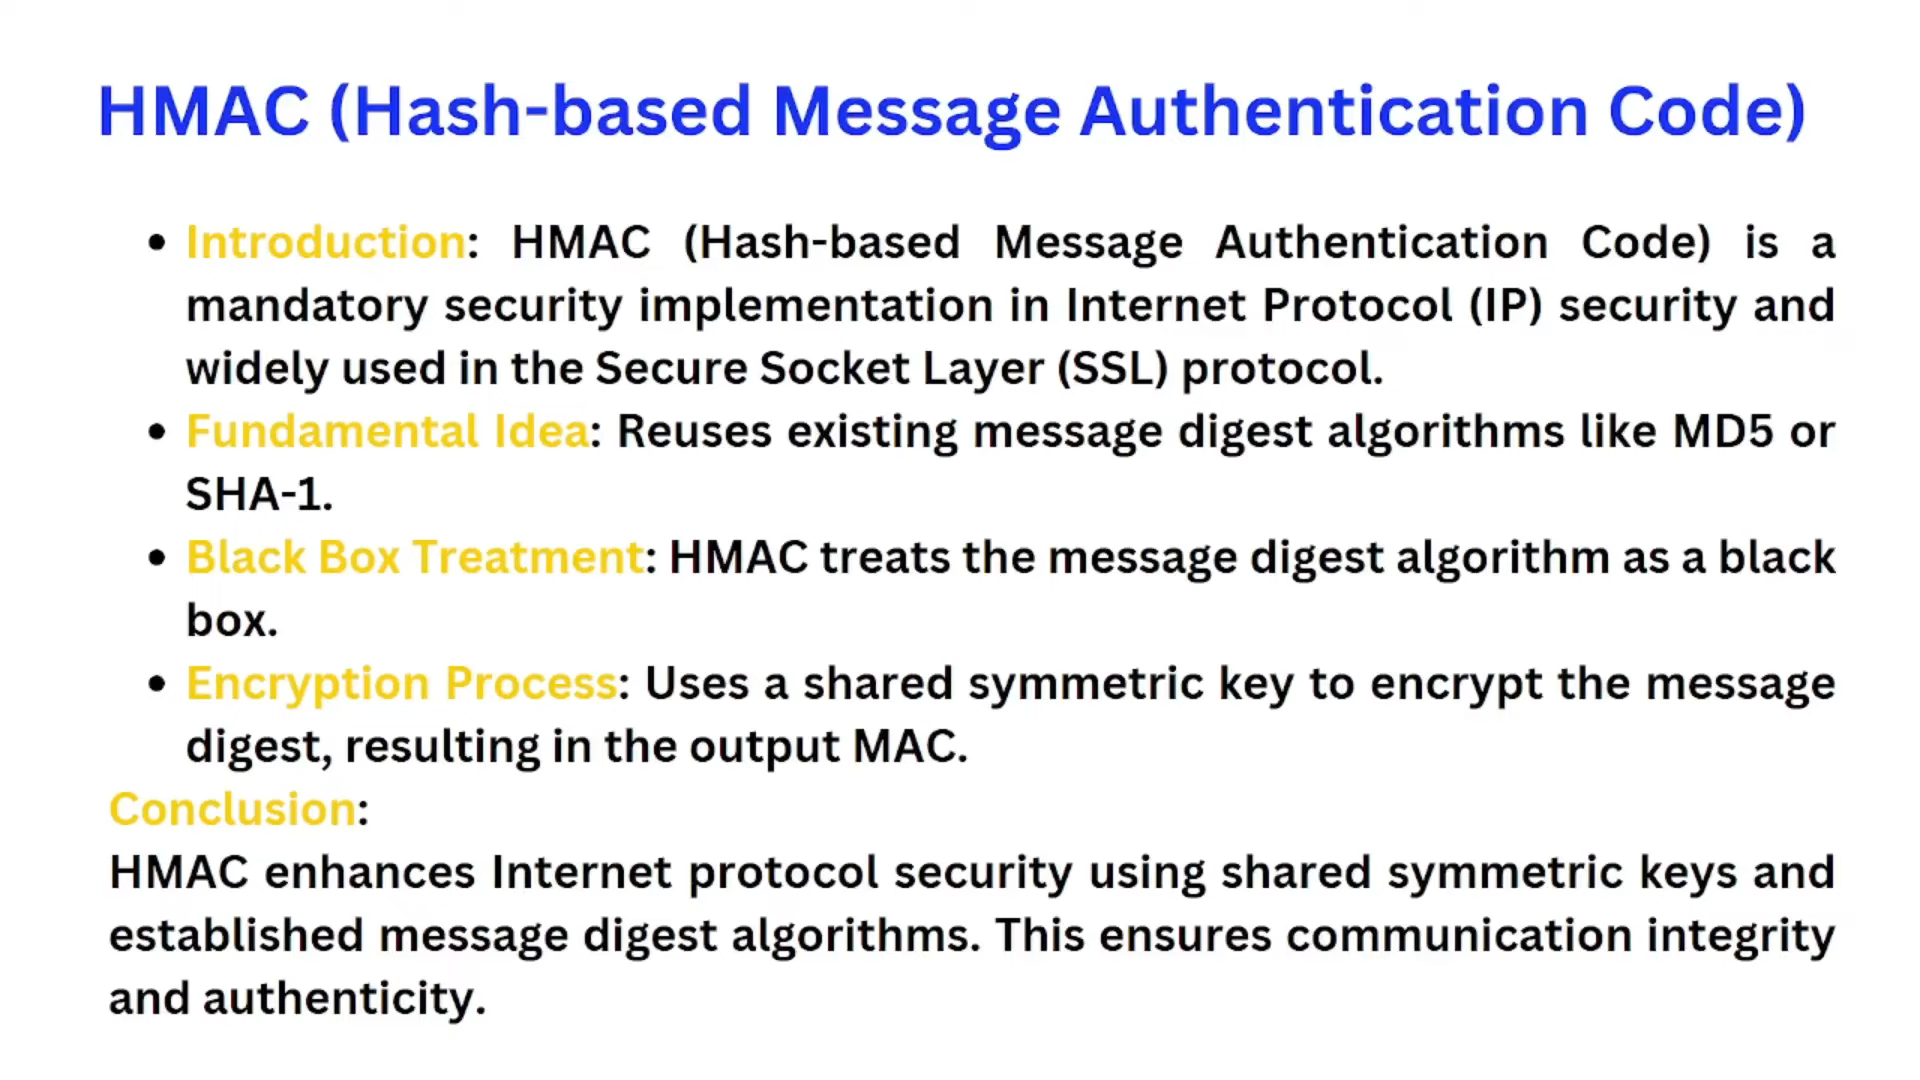 HMAC (Hash-based Message Authentication Code)
• Introduction: HMAC (Hash-based Message Authentication Code) is a
mandatory security implementation in Internet Protocol (IP) security and
widely used in the Secure Socket Layer (SSL) protocol.
• Fundamental Idea: Reuses existing message digest algorithms like MD5 or
SHA-1.
• Black Box Treatment: HMAC treats the message digest algorithm as a black
box.
• Encryption Process: Uses a shared symmetric key to encrypt the message
digest, resulting in the output MAC.
Conclusion:
HMAC enhances Internet protocol security using shared symmetric keys and
established message digest algorithms. This ensures communication integrity
and authenticity.